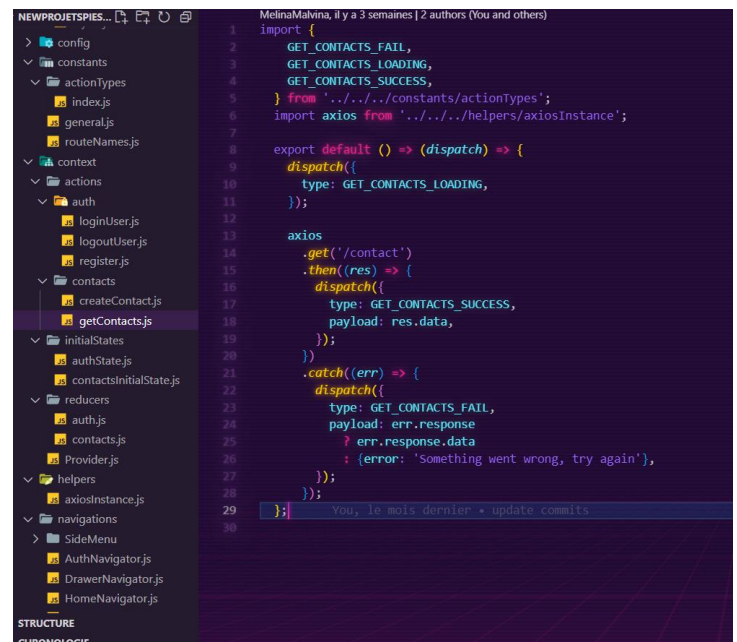 NEWPROJETSPIES...
config
constants
actionTypes
index.js
general.js
routeNames.js
context
actions
auth
loginUser.js
logoutUser.js
register.js
contacts
createContact.js
getContacts.js
initialStates
authState.js
contactsInitialState.js
reducers
auth.js
contacts.js
Provider.js
helpers
axiosInstance.js
navigations
SideMenu
AuthNavigator.js
DrawerNavigator.js
HomeNavigator.js
STRUCTURE
CHRONOLOGIE
MelinaMalvina, il y a 3 semaines | 2 authors (You and others)
1 import {
2 GET_CONTACTS_FAIL,
3 GET_CONTACTS_LOADING,
4 GET_CONTACTS_SUCCESS,
5 } from '../../../constants/actionTypes';
6 import axios from '../../../helpers/axiosInstance';
7
8 export default () => (dispatch) => {
9 dispatch({
10 type: GET_CONTACTS_LOADING,
11 });
12
13 axios
14 .get('/contact')
15 .then((res) => {
16 dispatch({
17 type: GET_CONTACTS_SUCCESS,
18 payload: res.data,
19 });
20 })
21 .catch((err) => {
22 dispatch({
23 type: GET_CONTACTS_FAIL,
24 payload: err.response
25 ? err.response.data
26 : {error: 'Something went wrong, try again'},
27 });
28 });
29 }; You, le mois dernier • update commits
30